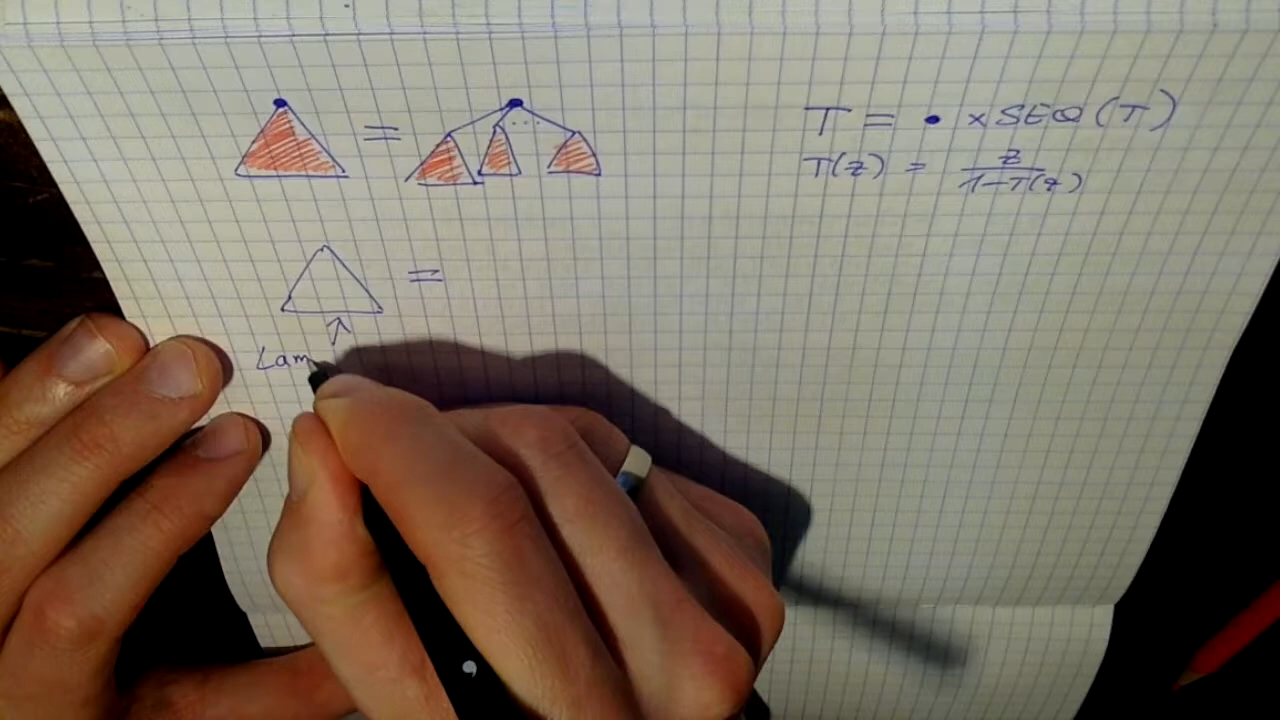 T = • × SEQ(T)
T(z) = z / 1-T(z)
=
=
Lam